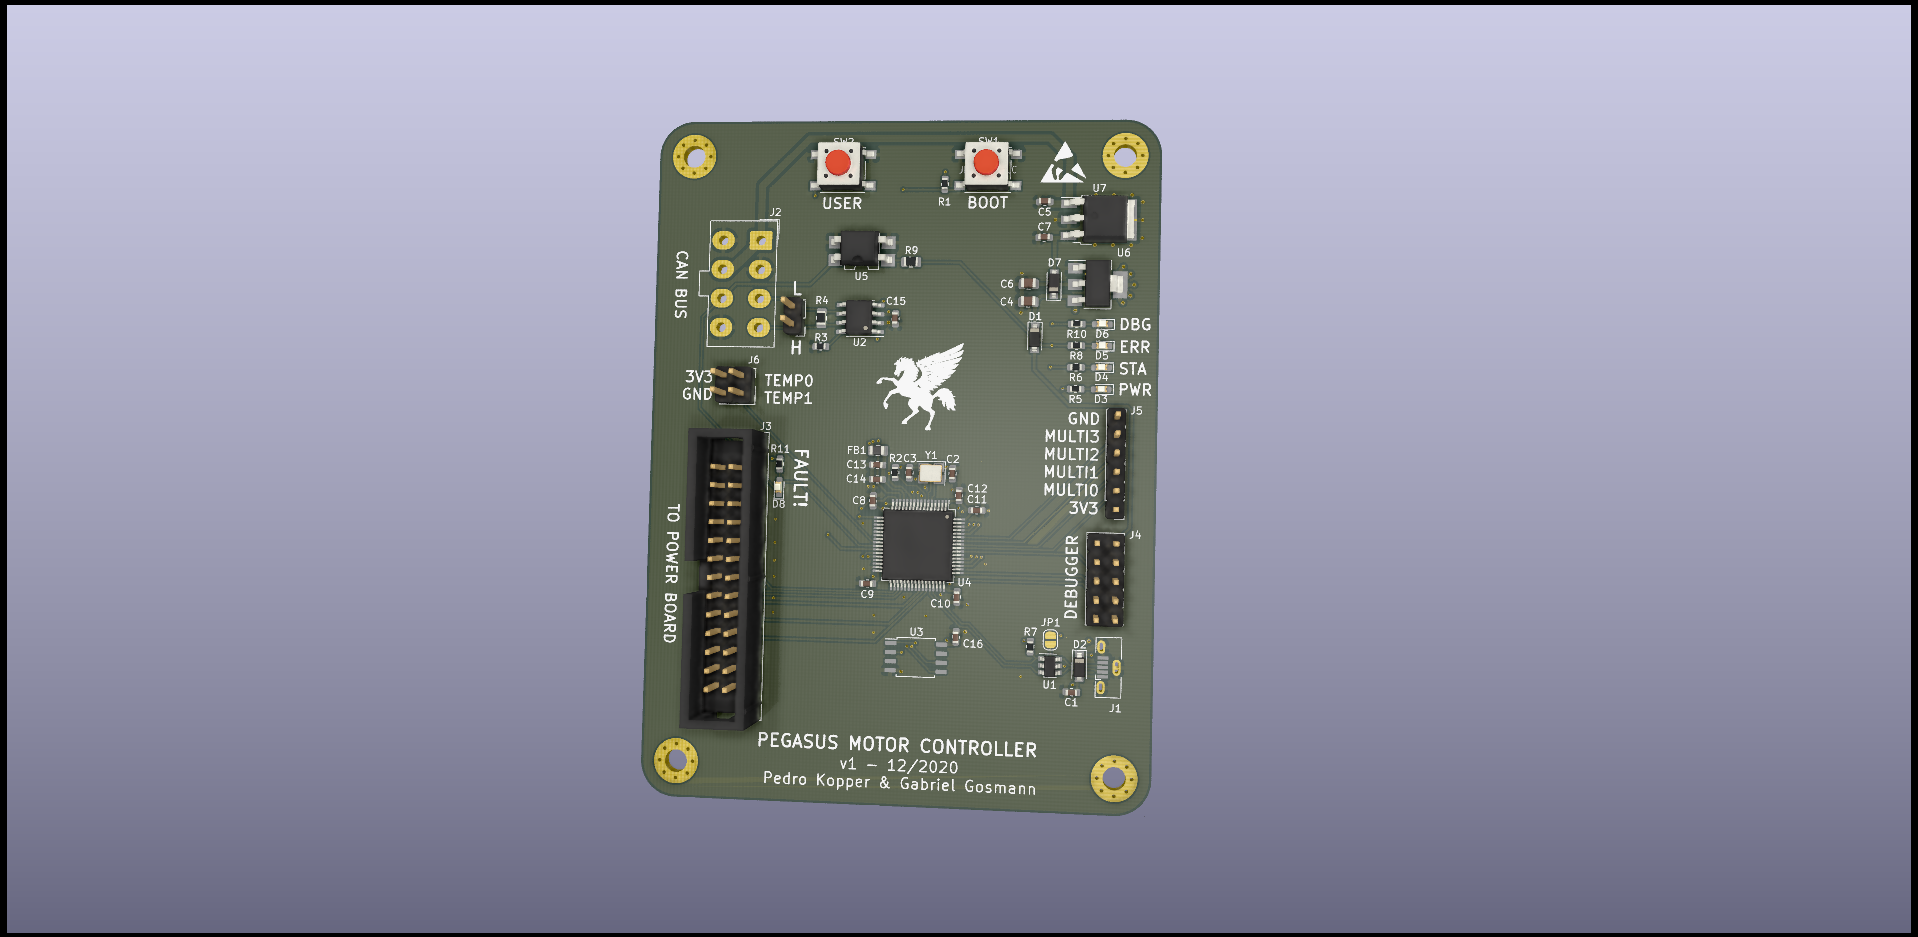 SW2
SW1
USER
R1
BOOT
U7
C5
C7
J2
CAN BUS
U5
R9
U6
D7
C6
C4
L
R4
C15
R3
U2
H
D1
R10
D6
DBG
R8
D5
ERR
R6
D4
STA
R5
D3
PWR
J6
3V3
GND
TEMP0
TEMP1
J5
GND
MULTI3
MULTI2
MULTI1
MULTI0
3V3
J3
R11
D8
FAULT!
TO POWER BOARD
FB1
C13
C14
R2
C3
Y1
C2
C8
C12
C11
U4
C9
C10
J4
DEBUGGER
U3
C16
JP1
R7
D2
U1
C1
J1
PEGASUS MOTOR CONTROLLER
v1 - 12/2020
Pedro Kopper & Gabriel Gosmann